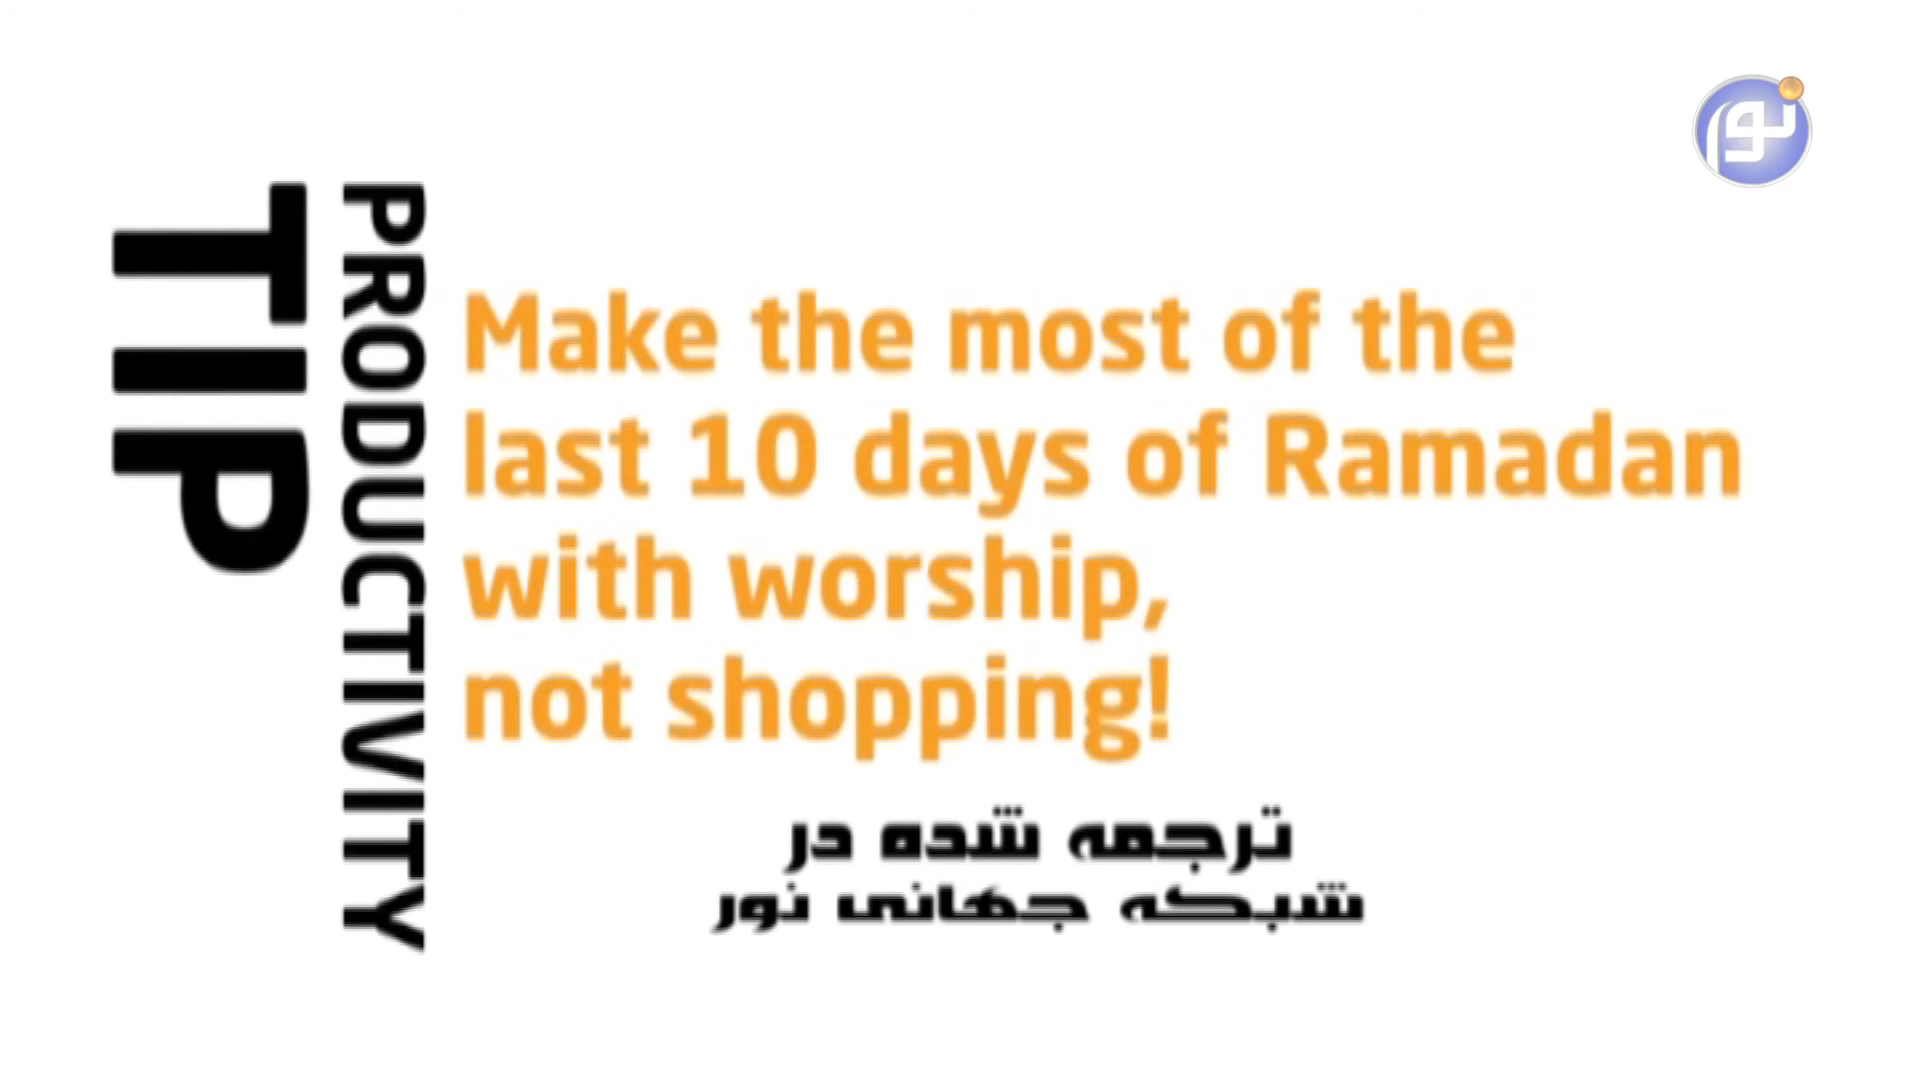 PRODUCTIVITY
TIP
Make the most of the
last 10 days of Ramadan
with worship,
not shopping!
ترجمه شده در
شبکه جهانی نور
نور